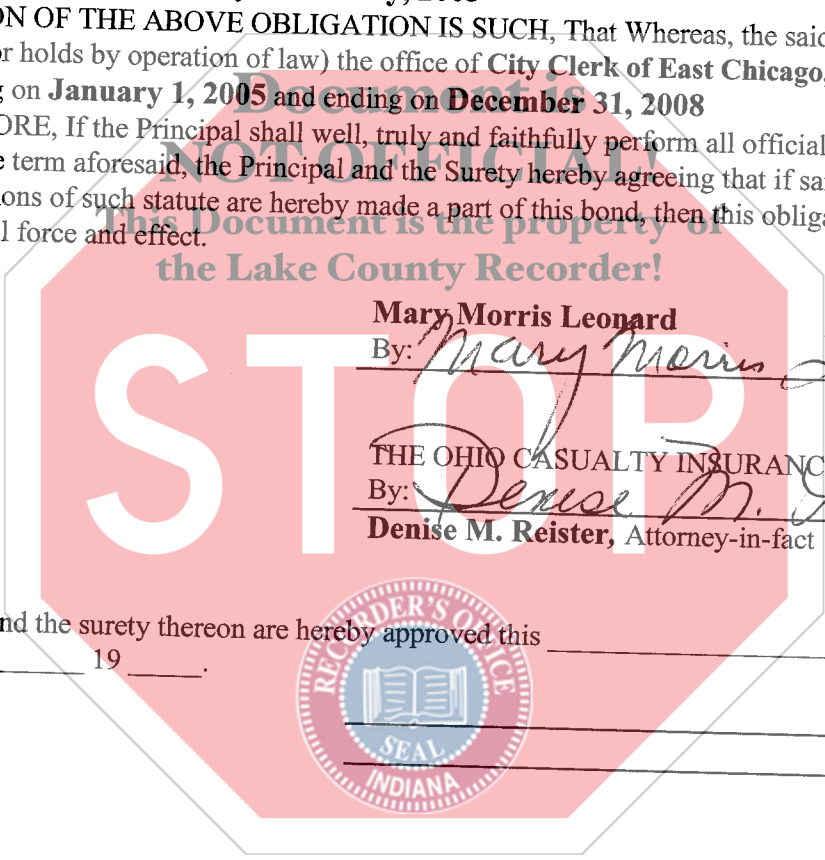 ON OF THE ABOVE OBLIGATION IS SUCH, That Whereas, the said
or holds by operation of law) the office of City Clerk of East Chicago,
g on January 1, 2005 and ending on December 31, 2008
ORE, If the Principal shall well, truly and faithfully perform all official
e term aforesaid, the Principal and the Surety hereby agreeing that if
ons of such statute are hereby made a part of this bond, then this
l force and effect.
Document is
NOT OFFICIAL!
This Document is the property of
the Lake County Recorder!
STOP
Mary Morris Leonard
By: Mary Morris
THE OHIO CASUALTY INSURANC
By: Denise M.
Denise M. Reister, Attorney-in-fact
nd the surety thereon are hereby approved this
19 .
RECORDER'S OFFICE
SEAL
INDIANA